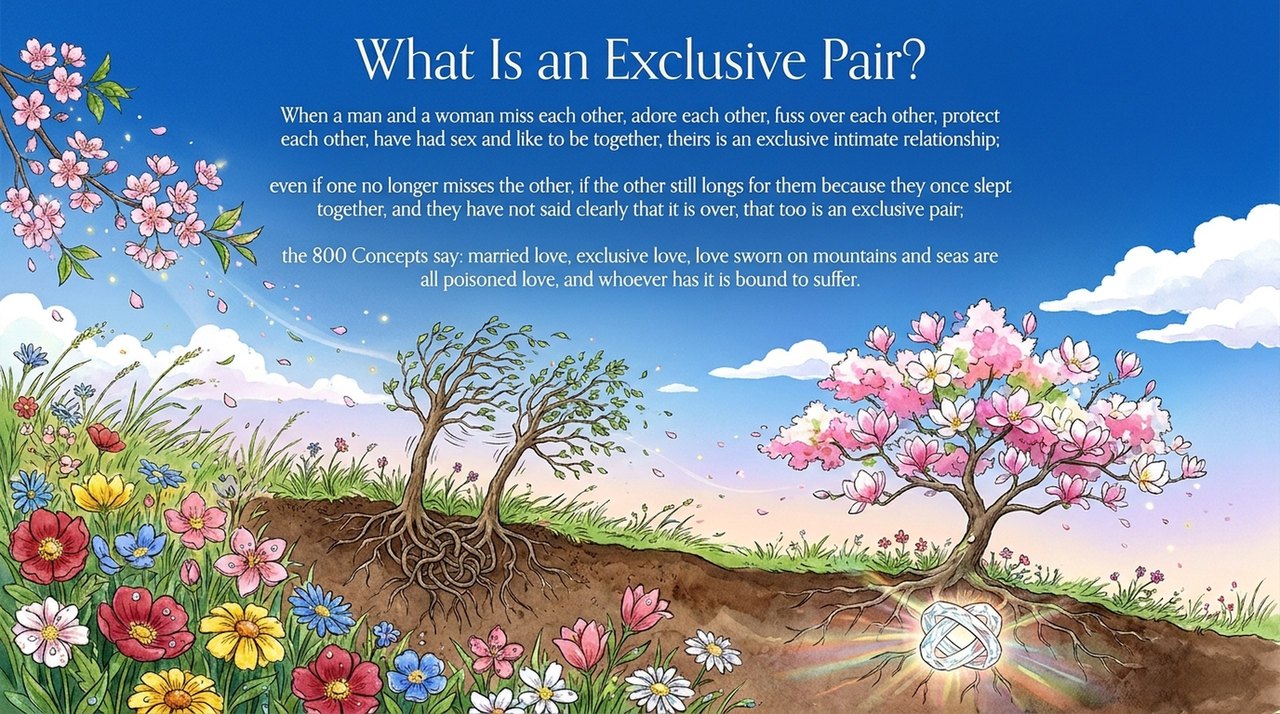 What Is an Exclusive Pair?
When a man and a woman miss each other, adore each other, fuss over each other, protect
each other, have had sex and like to be together, theirs is an exclusive intimate relationship;
even if one no longer misses the other, if the other still longs for them because they once slept
together, and they have not said clearly that it is over, that too is an exclusive pair;
the 800 Concepts say: married love, exclusive love, love sworn on mountains and seas are
all poisoned love, and whoever has it is bound to suffer.